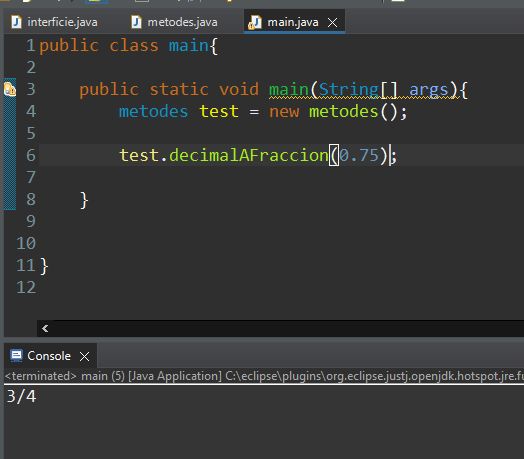 interficie.java metodes.java main.java
1 public class main{
2
3 public static void main(String[] args){
4 metodes test = new metodes();
5
6 test.decimalAFraccion(0.75);
7
8 }
9
10
11 }
12
Console
<terminated> main (5) [Java Application] C:\eclipse\plugins\org.eclipse.justj.openjdk.hotspot.jre.fu
3/4